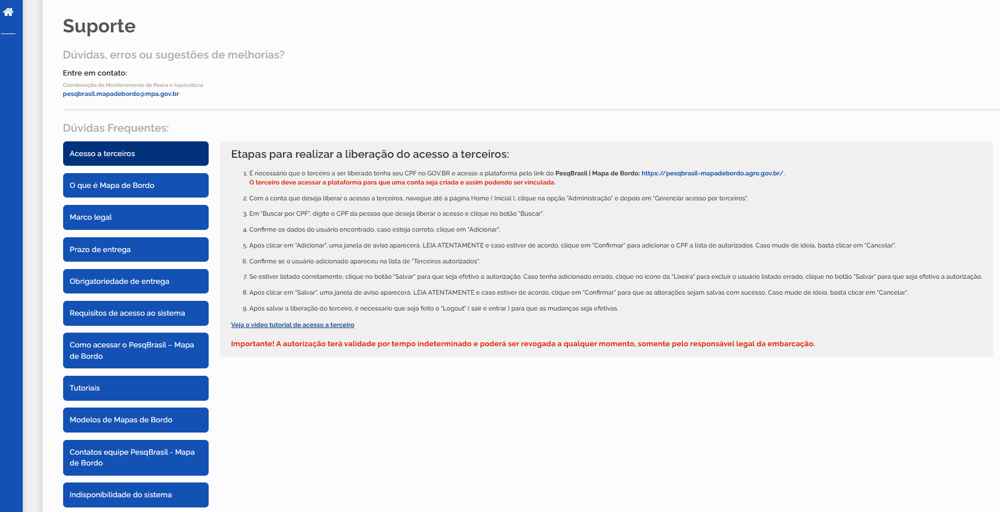 Suporte
Dúvidas, erros ou sugestões de melhorias?
Entre em contato:
Coordenação de Monitoramento da Pesca e Aquicultura
pesqbrasil.mapadebordo@mpa.gov.br
Dúvidas Frequentes:
Acesso a terceiros
O que é Mapa de Bordo
Marco legal
Prazo de entrega
Obrigatoriedade de entrega
Requisitos de acesso ao sistema
Como acessar o PesqBrasil – Mapa
de Bordo
Tutoriais
Modelos de Mapas de Bordo
Contatos equipe PesqBrasil - Mapa
de Bordo
Indisponibilidade do sistema
Etapas para realizar a liberação do acesso a terceiros:
1. É necessário que o terceiro a ser liberado tenha seu CPF no GOV.BR e acesse a plataforma pelo link do PesqBrasil | Mapa de Bordo: https://pesqbrasil-mapadebordo.agro.gov.br/.
O terceiro deve acessar a plataforma para que uma conta seja criada e assim podendo ser vinculada.
2. Com a conta que deseja liberar o acesso a terceiros, navegue até á página Home ( Inicial ), clique na opção "Administração" e depois em "Gerenciar acesso por terceiros".
3. Em "Buscar por CPF", digite o CPF da pessoa que deseja liberar o acesso e clique no botão "Buscar".
4. Confirme os dados do usuário encontrado, caso esteja correto, clique em "Adicionar".
5. Após clicar em "Adicionar", uma janela de aviso aparecerá. LEIA ATENTAMENTE e caso estiver de acordo, clique em "Confirmar" para adicionar o CPF a lista de autorizados. Caso mude de ideia, bastá clicar em "Cancelar".
6. Confirme se o usuário adicionado apareceu na lista de "Terceiros autorizados".
7. Se estiver listado corretamente, clique no botão "Salvar" para que seja efetivo a autorização. Caso tenha adicionado errado, clique no ícone da "Lixeira" para excluir o usuário listado errado, clique no botão "Salvar" para que seja efetivo a autorização.
8. Após clicar em "Salvar", uma janela de aviso aparecerá. LEIA ATENTAMENTE e caso estiver de acordo, clique em "Confirmar" para que as alterações sejam salvas com sucesso. Caso mude de ideia, bastá clicar em "Cancelar".
9. Após salvar a liberação do terceiro, é necessario que seja feito o "Logout" ( sair e entrar ) para que as mudanças seja efetivas.
Veja o video tutorial de acesso a terceiro
Importante! A autorização terá validade por tempo indeterminado e poderá ser revogada a qualquer momento, somente pelo responsável legal da embarcação.